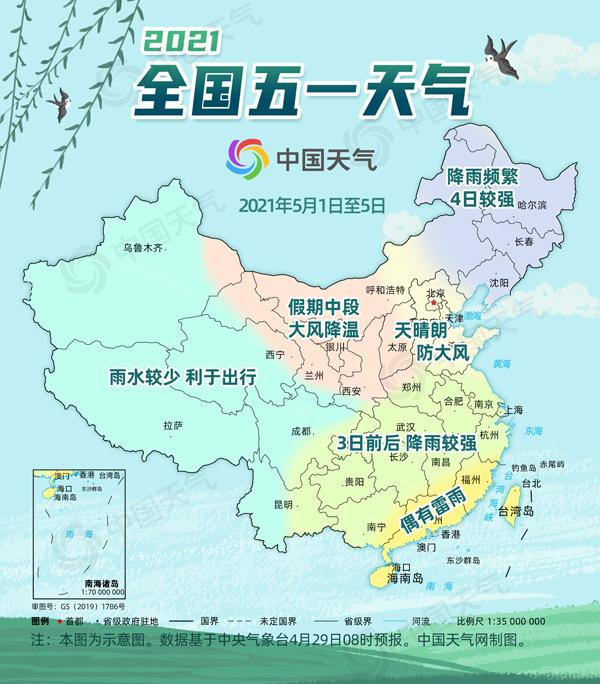 2021
全国五一天气
中国天气
2021年5月1日至5日
降雨频繁
4日较强
哈尔滨
长春
沈阳
乌鲁木齐
呼和浩特
北京
天津
渤海
假期中段
大风降温
天晴朗
防大风
银川
太原
西宁
兰州
黄海
雨水较少 利于出行
西安
郑州
合肥
南京
上海
拉萨
成都
武汉
杭州
东海
3日前后 降雨较强
长沙
南昌
钓鱼岛
赤尾屿
贵阳
福州
台北
台湾海峡
台湾岛
昆明
偶有雷雨
南宁
州
香港
澳门
东沙群岛
海口
海南岛
南海
澳门
香港
台湾岛
海口
东沙群岛
海南岛
南海
南海诸岛
1:70 000 000
审图号：GS（2019）1786号
图例 首都 省级政府驻地 国界 未定国界 省级界 河流 比例尺 1:35 000 000
注：本图为示意图。数据基于中央气象台4月29日08时预报。中国天气网制图。